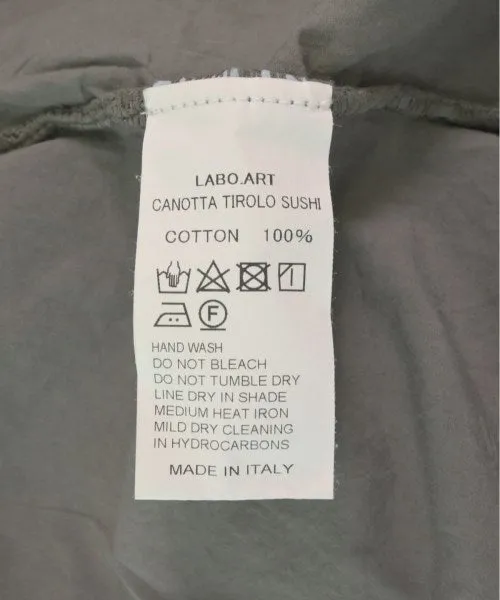 LABO.ART
CANOTTA TIROLO SUSHI
COTTON 100%
F
HAND WASH
DO NOT BLEACH
DO NOT TUMBLE DRY
LINE DRY IN SHADE
MEDIUM HEAT IRON
MILD DRY CLEANING
IN HYDROCARBONS
MADE IN ITALY